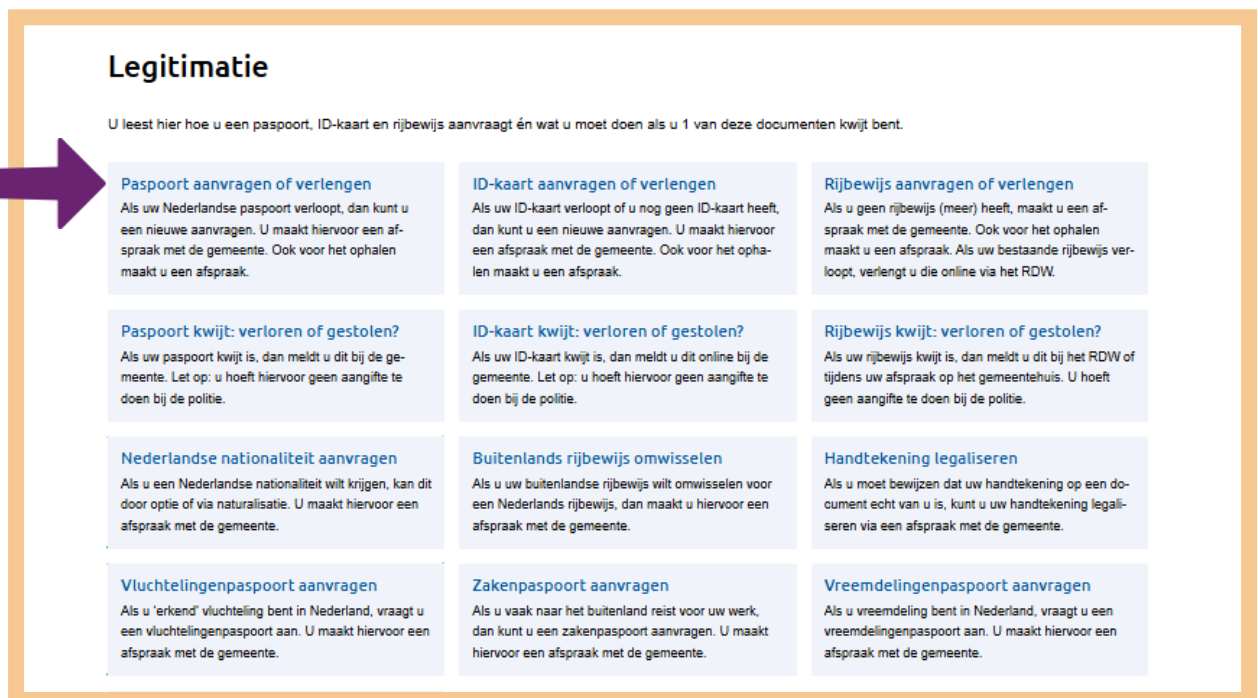 Legitimatie
U leest hier hoe u een paspoort, ID-kaart en rijbewijs aanvraagt én wat u moet doen als u 1 van deze documenten kwijt bent.
Paspoort aanvragen of verlengen
Als uw Nederlandse paspoort verloopt, dan kunt u
een nieuwe aanvragen. U maakt hiervoor een af-
spraak met de gemeente. Ook voor het ophalen
maakt u een afspraak.
ID-kaart aanvragen of verlengen
Als uw ID-kaart verloopt of u nog geen ID-kaart heeft,
dan kunt u een nieuwe aanvragen. U maakt hiervoor
een afspraak met de gemeente. Ook voor het opha-
len maakt u een afspraak.
Rijbewijs aanvragen of verlengen
Als u geen rijbewijs (meer) heeft, maakt u een af-
spraak met de gemeente. Ook voor het ophalen
maakt u een afspraak. Als uw bestaande rijbewijs ver-
loopt, verlengt u die online via het RDW.
Paspoort kwijt: verloren of gestolen?
Als uw paspoort kwijt is, dan meldt u dit bij de ge-
meente. Let op: u hoeft hiervoor geen aangifte te
doen bij de politie.
ID-kaart kwijt: verloren of gestolen?
Als uw ID-kaart kwijt is, dan meldt u dit online bij de
gemeente. Let op: u hoeft hiervoor geen aangifte te
doen bij de politie.
Rijbewijs kwijt: verloren of gestolen?
Als uw rijbewijs kwijt is, dan meldt u dit bij het RDW of
tijdens uw afspraak op het gemeentehuis. U hoeft
geen aangifte te doen bij de politie.
Nederlandse nationaliteit aanvragen
Als u een Nederlandse nationaliteit wilt krijgen, kan dit
door optie of via naturalisatie. U maakt hiervoor een
afspraak met de gemeente.
Buitenlands rijbewijs omwisselen
Als u uw buitenlandse rijbewijs wilt omwisselen voor
een Nederlands rijbewijs, dan maakt u hiervoor een
afspraak met de gemeente.
Handtekening legaliseren
Als u moet bewijzen dat uw handtekening op een do-
cument echt van u is, kunt u uw handtekening legali-
seren via een afspraak met de gemeente.
Vluchtelingenpaspoort aanvragen
Als u 'erkend' vluchteling bent in Nederland, vraagt u
een vluchtelingenpaspoort aan. U maakt hiervoor een
afspraak met de gemeente.
Zakenpaspoort aanvragen
Als u vaak naar het buitenland reist voor uw werk,
dan kunt u een zakenpaspoort aanvragen. U maakt
hiervoor een afspraak met de gemeente.
Vreemdelingenpaspoort aanvragen
Als u vreemdeling bent in Nederland, vraagt u een
vreemdelingenpaspoort aan. U maakt hiervoor een
afspraak met de gemeente.